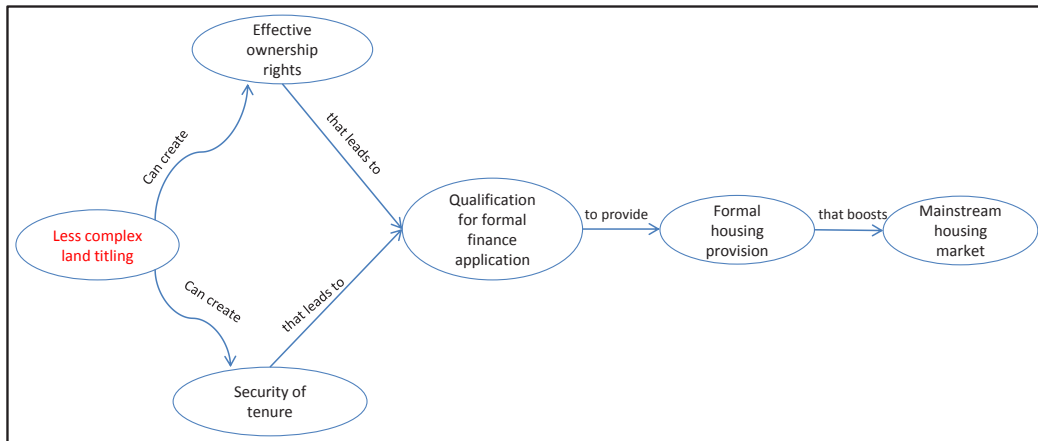 Effective
ownership
rights
Can create
that leads to
Less complex
land titling
Qualification
for formal
finance
application
to provide
Formal
housing
provision
that boosts
Mainstream
housing
market
Can create
that leads to
Security of
tenure